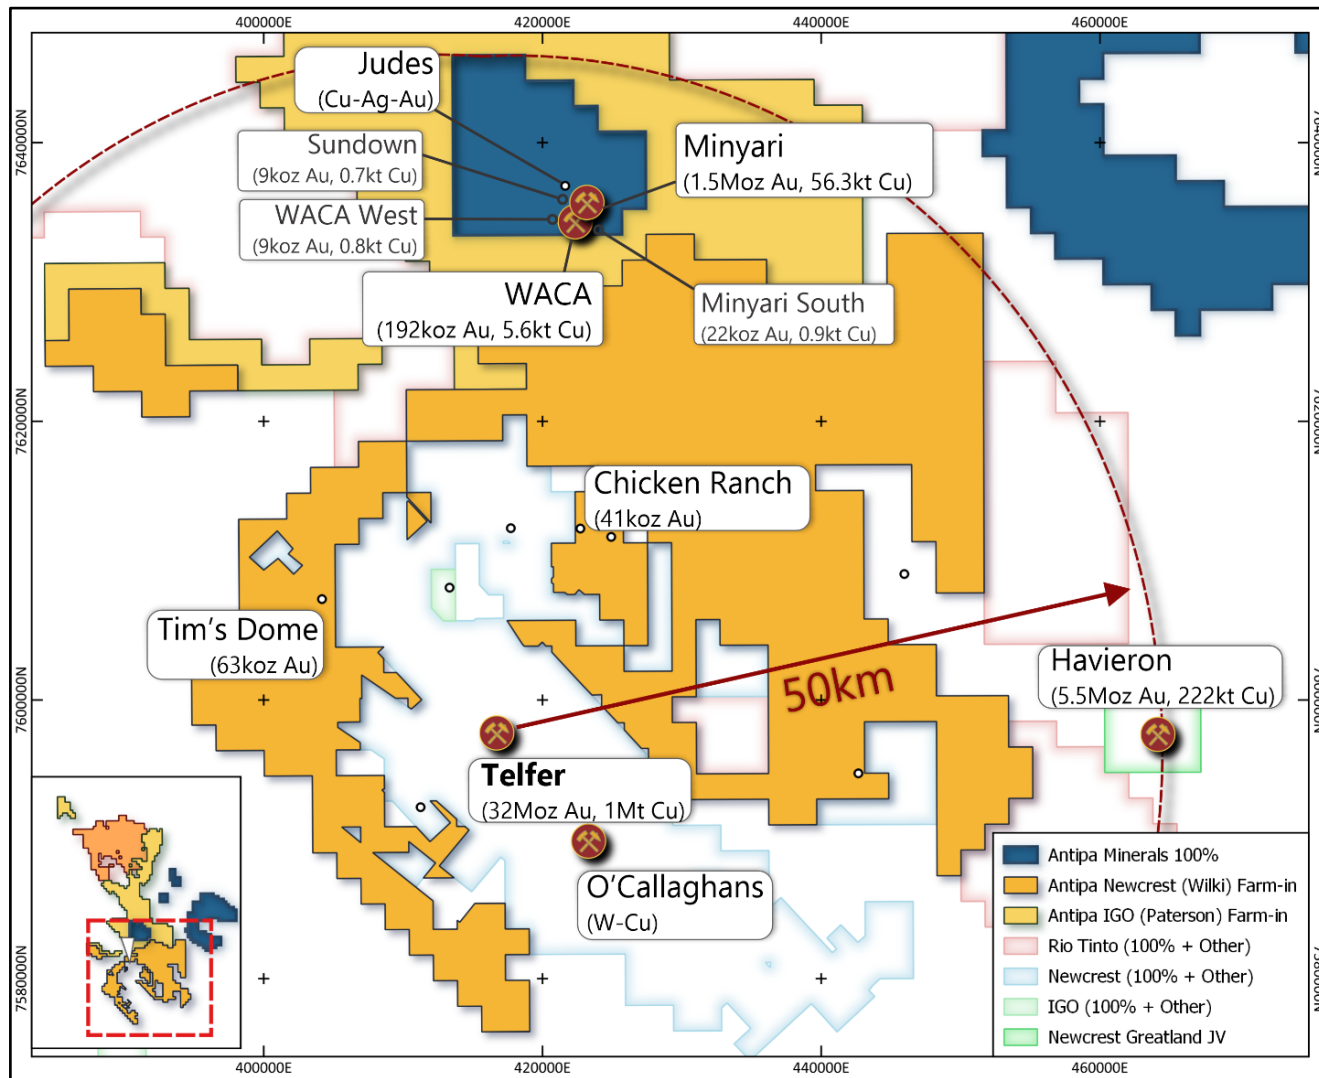 400000E
420000E
440000E
460000E
7640000N
7640000N
Judes
(Cu-Ag-Au)
Sundown
(9koz Au, 0.7kt Cu)
Minyari
(1.5Moz Au, 56.3kt Cu)
WACA West
(9koz Au, 0.8kt Cu)
WACA
(192koz Au, 5.6kt Cu)
Minyari South
(22koz Au, 0.9kt Cu)
7620000N
7620000N
Chicken Ranch
(41koz Au)
Tim's Dome
(63koz Au)
50km
Havieron
(5.5Moz Au, 222kt Cu)
7600000N
7600000N
Telfer
(32Moz Au, 1Mt Cu)
O'Callaghans
(W-Cu)
7580000N
7580000N
Antipa Minerals 100%
Antipa Newcrest (Wilki) Farm-in
Antipa IGO (Paterson) Farm-in
Rio Tinto (100% + Other)
Newcrest (100% + Other)
IGO (100% + Other)
Newcrest Greatland JV
400000E
420000E
440000E
460000E